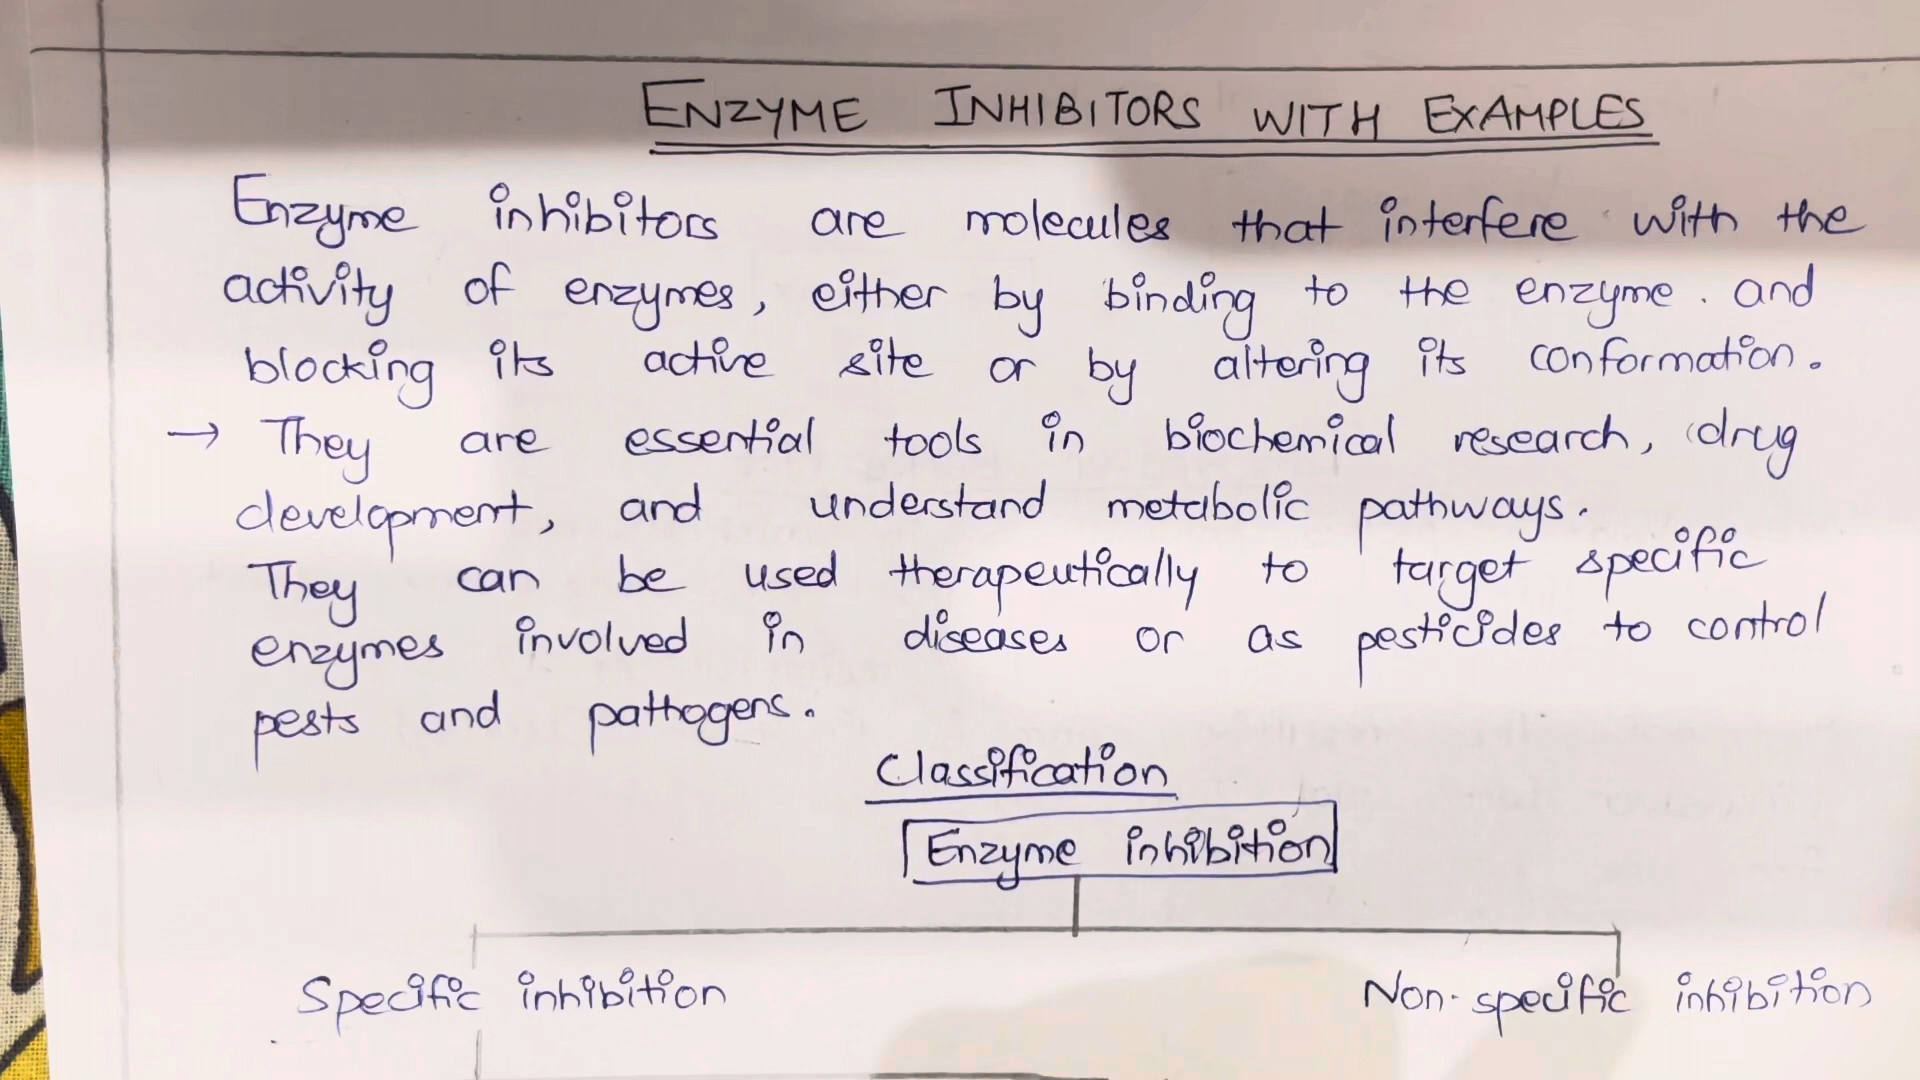 ENZYME INHIBITORS WITH EXAMPLES
Enzyme inhibitors are molecules that interfere with the
activity of enzymes, either by binding to the enzyme. and
blocking its active site or by altering its conformation.
→ They are essential tools in biochemical research, drug
development, and understand metabolic pathways.
They can be used therapeutically to target specific
enzymes involved in diseases or as pesticides to control
pests and pathogens.
Classification
Enzyme inhibition
Specific inhibition Non-specific inhibition